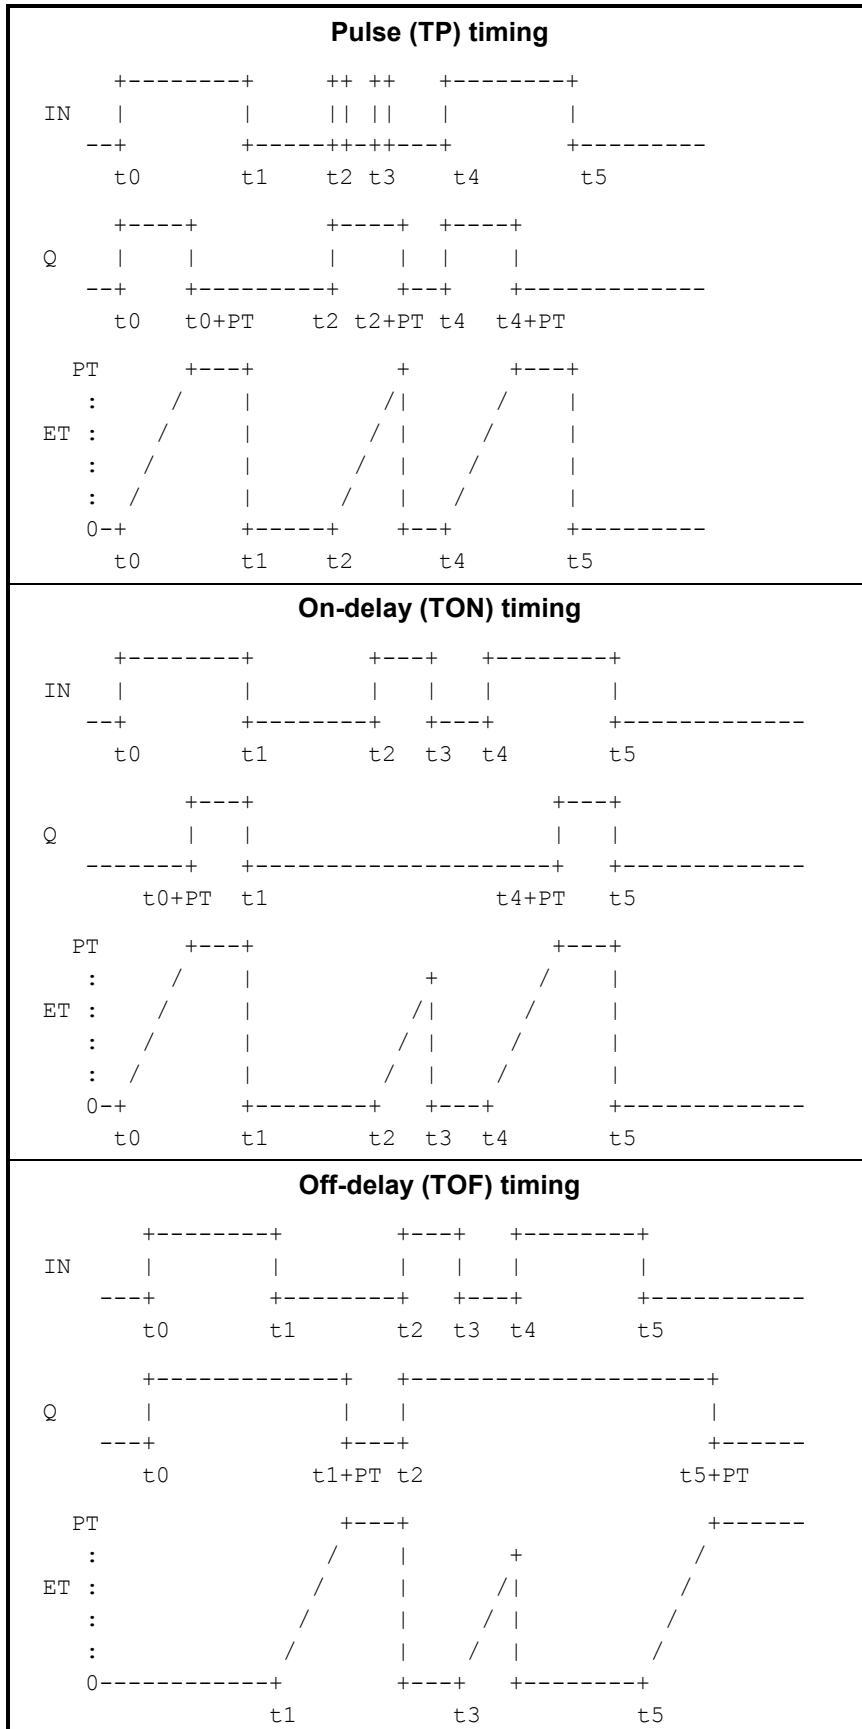 Pulse (TP) timing
     +--------+     ++ ++   +--------+
IN   |        |     || ||   |        |
   --+        +-----++-++---+        +---------
     t0       t1    t2 t3    t4       t5
     +----+         +----+  +----+
Q    |    |         |    |  |    |
   --+    +---------+    +--+    +-------------
     t0   t0+PT    t2 t2+PT t4  t4+PT
  PT      +---+          +       +---+
   :     /    |         /|      /    |
ET :    /     |        / |     /     |
   :   /      |       /  |    /      |
   :  /       |      /   |   /       |
   0-+        +-----+    +--+        +---------
     t0       t1    t2      t4       t5
On-delay (TON) timing
     +--------+        +---+   +--------+
IN   |        |        |   |   |        |
   --+        +--------+   +---+        +-------------
     t0       t1       t2  t3  t4       t5
          +---+                     +---+
Q         |   |                     |   |
   -------+   +---------------------+   +-------------
       t0+PT  t1                t4+PT   t5
  PT      +---+                     +---+
   :     /    |            +       /    |
ET :    /     |           /|      /     |
   :   /      |          / |     /      |
   :  /       |         /  |    /       |
   0-+        +--------+   +---+        +-------------
     t0       t1       t2  t3  t4       t5
Off-delay (TOF) timing
       +--------+        +---+   +--------+
IN     |        |        |   |   |        |
    ---+        +--------+   +---+        +-----------
       t0       t1       t2  t3  t4       t5
       +-------------+   +---------------------+
Q      |             |   |                     |
    ---+             +---+                     +------
       t0          t1+PT t2                  t5+PT
  PT                 +---+                     +------
   :                /    |       +            /
ET :               /     |      /|           /
   :              /      |     / |          /
   :             /       |    /  |         /
   0------------+        +---+   +--------+
                t1           t3           t5